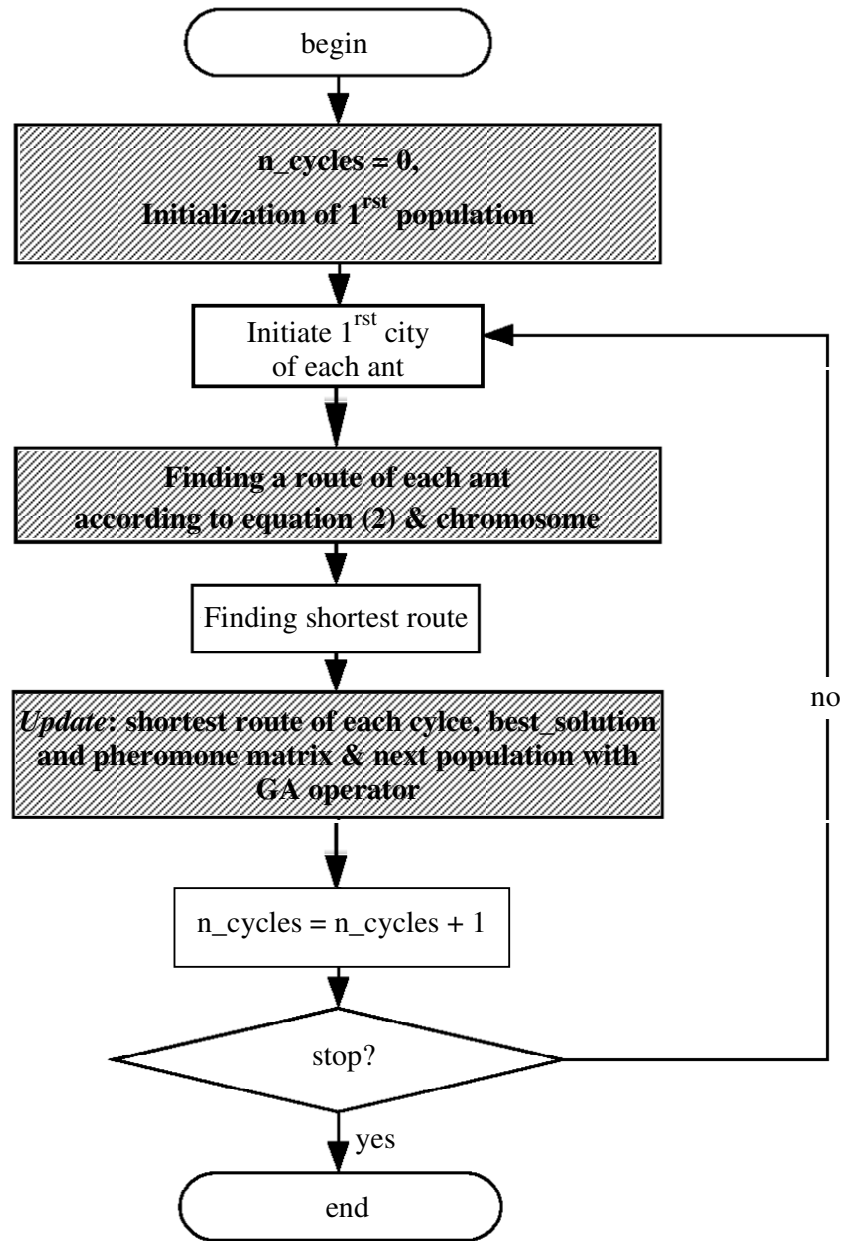 begin
n_cycles = 0,
Initialization of 1rst population
Initiate 1rst city
of each ant
Finding a route of each ant
according to equation (2) & chromosome
Finding shortest route
Update: shortest route of each cylce, best_solution
and pheromone matrix & next population with
GA operator
no
n_cycles = n_cycles + 1
stop?
yes
end